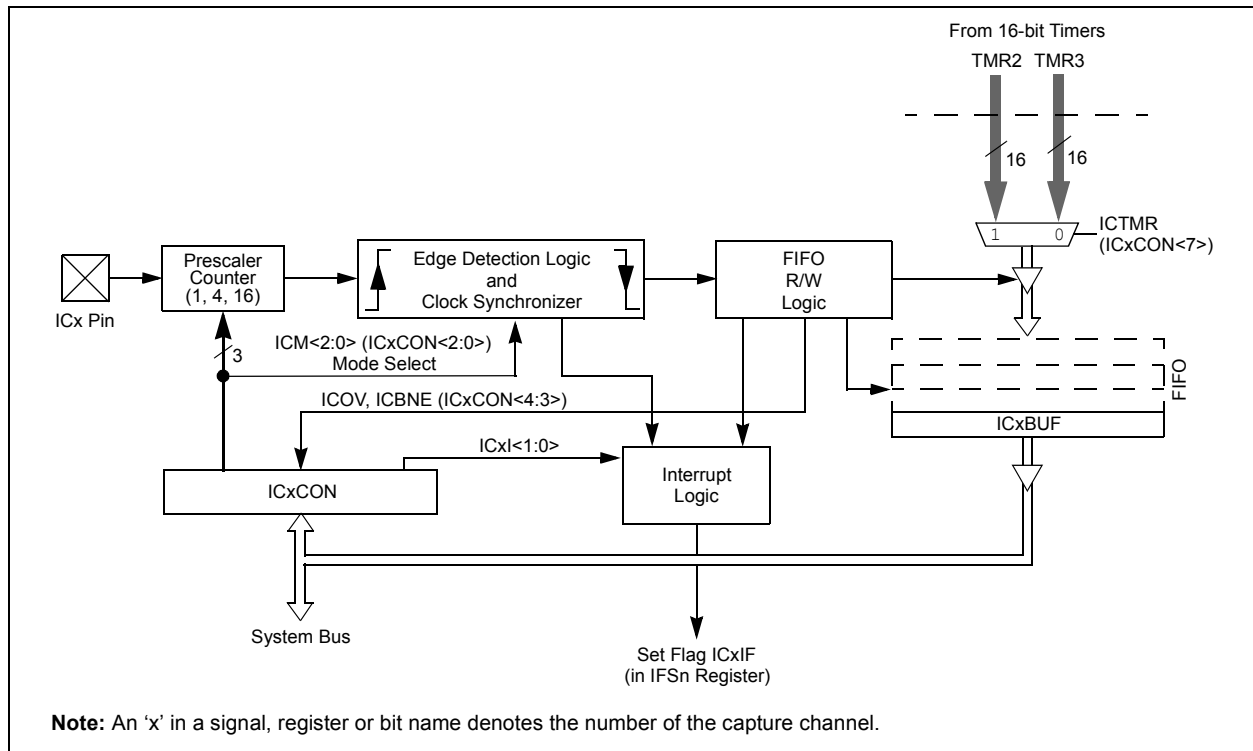 From 16-bit Timers
TMR2 TMR3
16 16
1 0
ICTMR
(ICxCON<7>)
ICx Pin
Prescaler
Counter
(1, 4, 16)
Edge Detection Logic
and
Clock Synchronizer
FIFO
R/W
Logic
3
ICM<2:0> (ICxCON<2:0>)
Mode Select
FIFO
ICOV, ICBNE (ICxCON<4:3>)
ICxBUF
ICxI<1:0>
Interrupt
Logic
ICxCON
System Bus
Set Flag ICxIF
(in IFSn Register)
Note: An ‘x’ in a signal, register or bit name denotes the number of the capture channel.